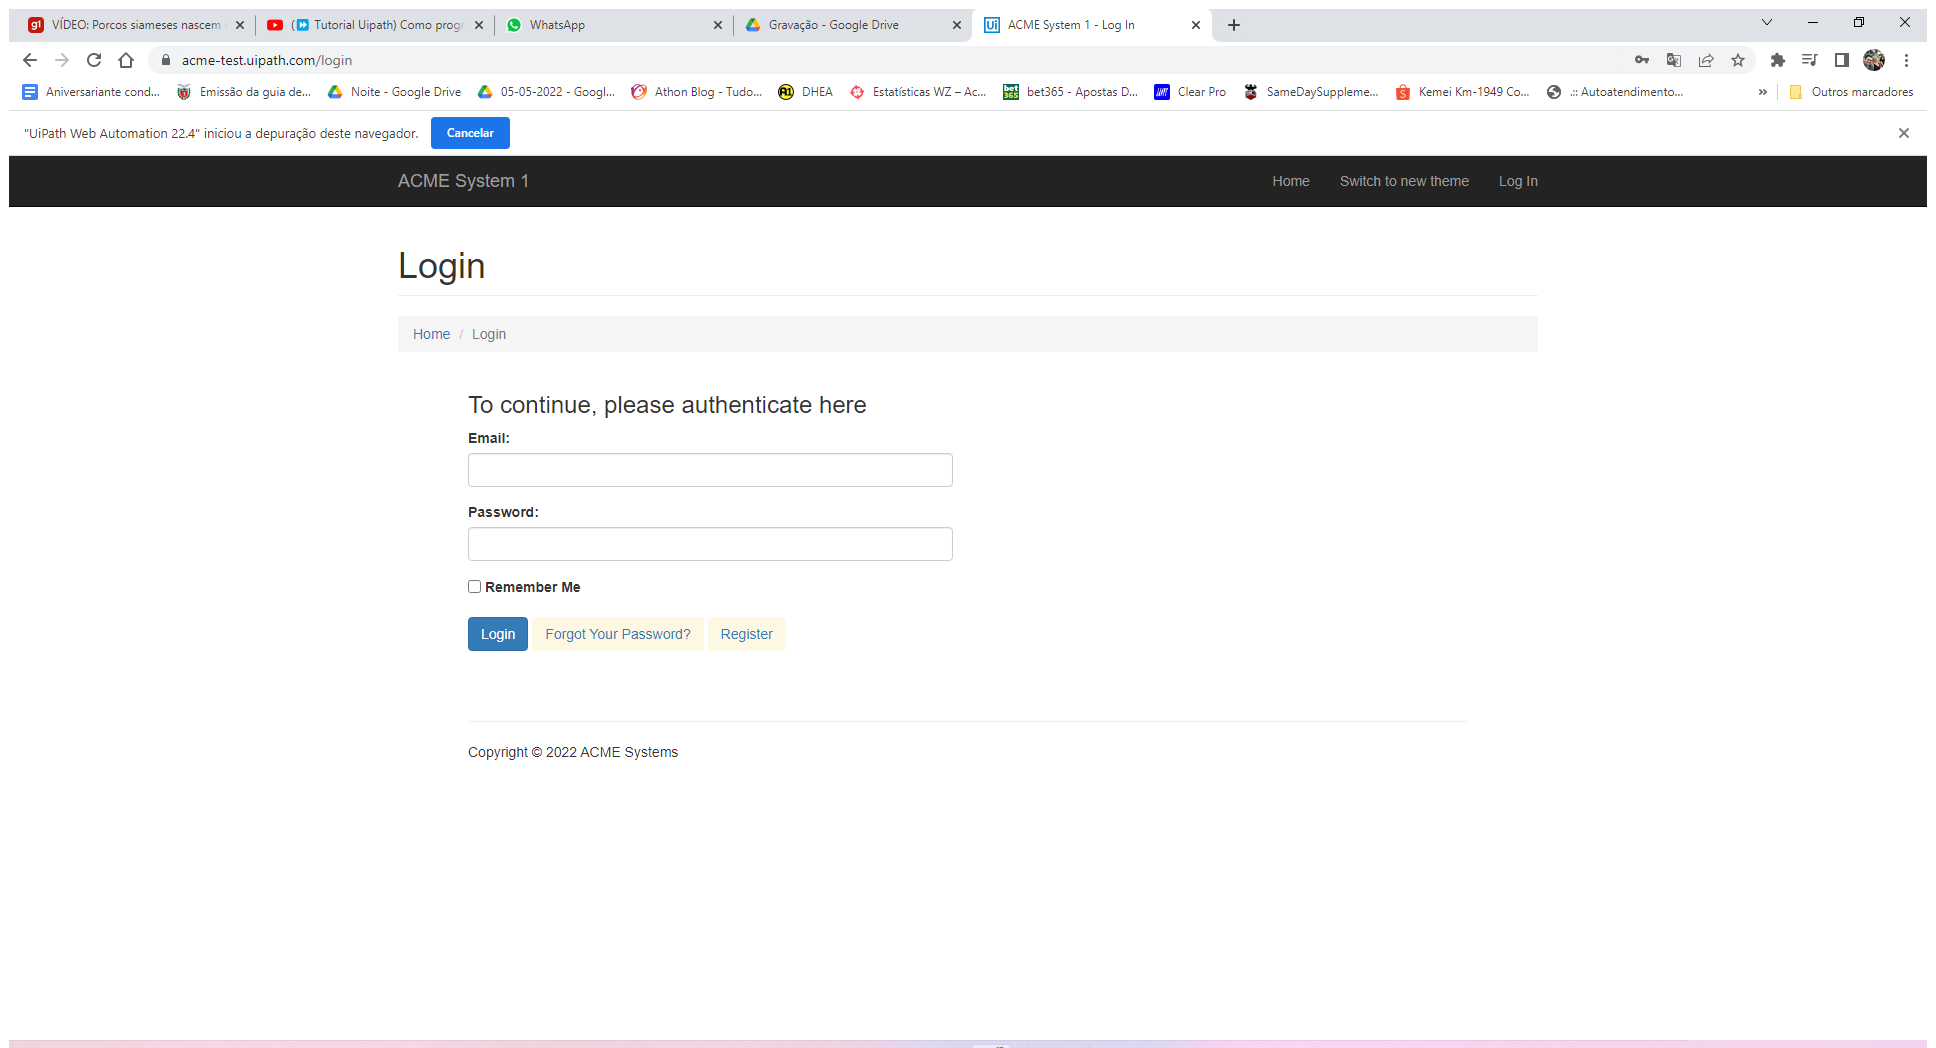 VÍDEO: Porcos siameses nascem
( Tutorial Uipath) Como progr
WhatsApp
Gravação - Google Drive
ACME System 1 - Log In
acme-test.uipath.com/login
Aniversariante cond...
Emissão da guia de...
Noite - Google Drive
05-05-2022 - Googl...
Athon Blog - Tudo...
DHEA
Estatísticas WZ – Ac...
bet365 - Apostas D...
Clear Pro
SameDaySuppleme...
Kemei Km-1949 Co...
.:: Autoatendimento...
»
Outros marcadores
"UiPath Web Automation 22.4" iniciou a depuração deste navegador.
Cancelar
ACME System 1
Home
Switch to new theme
Log In
Login
Home / Login
To continue, please authenticate here
Email:
Password:
Remember Me
Login
Forgot Your Password?
Register
Copyright © 2022 ACME Systems